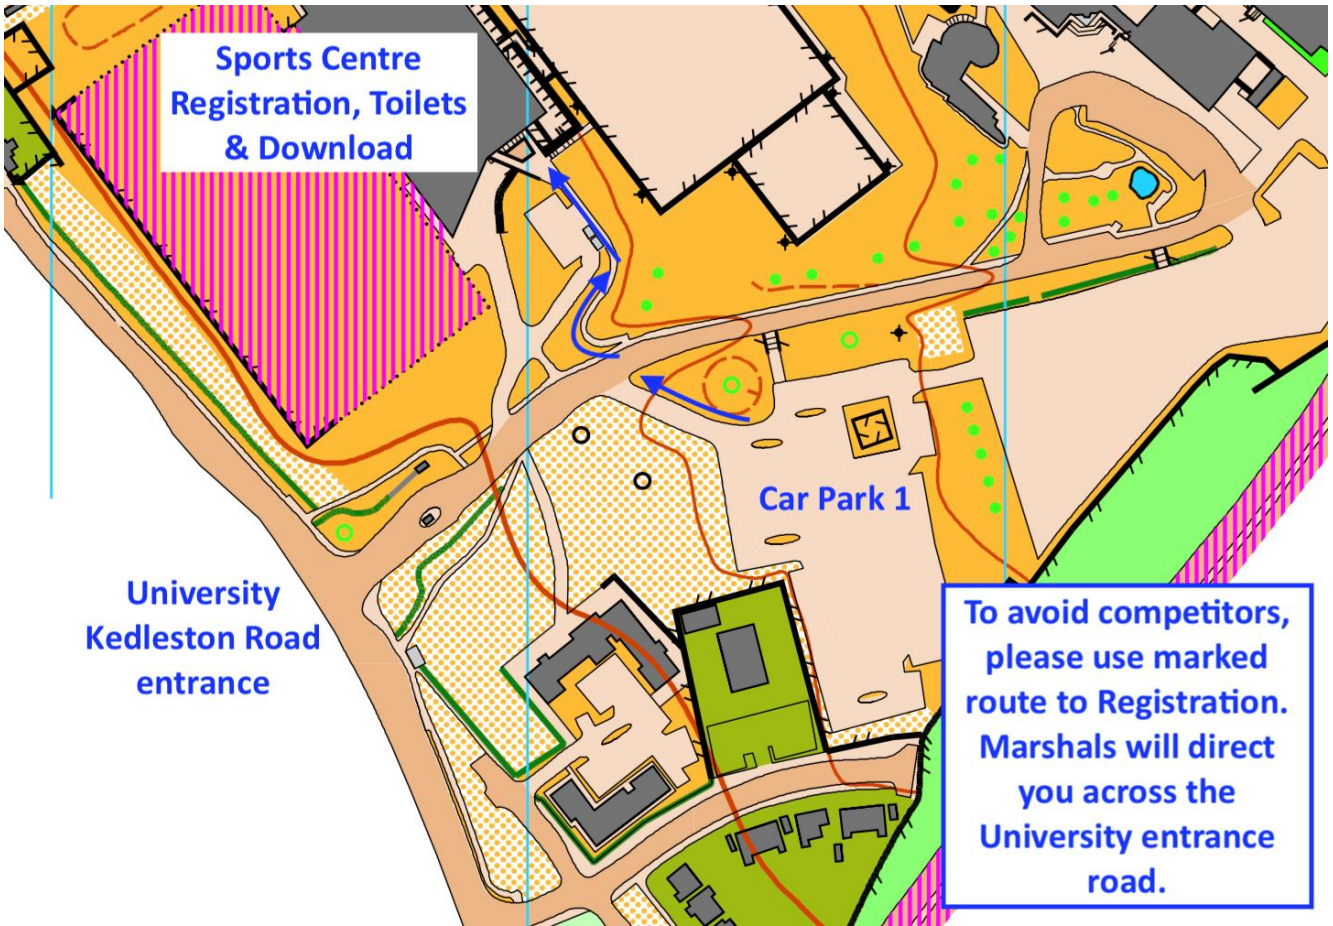 Sports Centre
Registration, Toilets
& Download
Car Park 1
University
Kedleston Road
entrance
To avoid competitors,
please use marked
route to Registration.
Marshals will direct
you across the
University entrance
road.